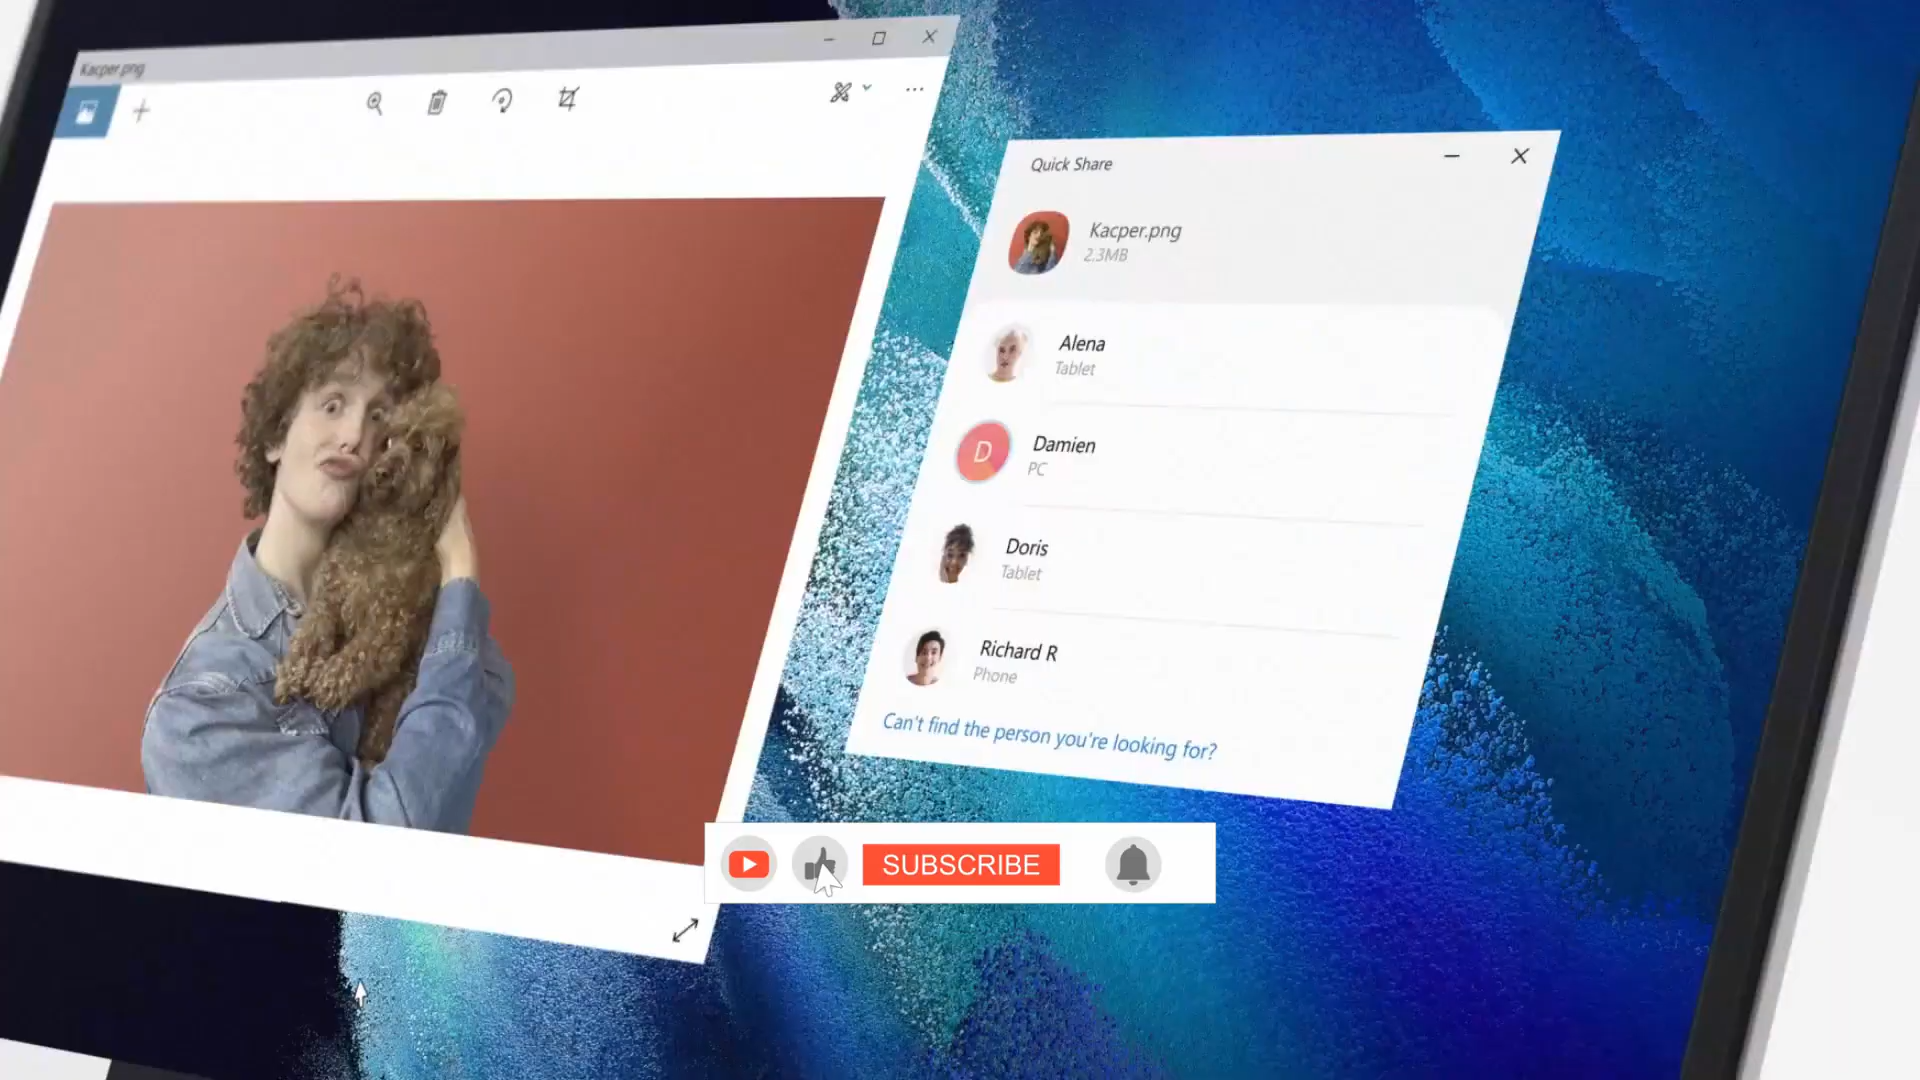 Kacper.png
Quick Share
Kacper.png
2.3MB
Alena
Tablet
D
Damien
PC
Doris
Tablet
Richard R
Phone
Can't find the person you're looking for?
SUBSCRIBE